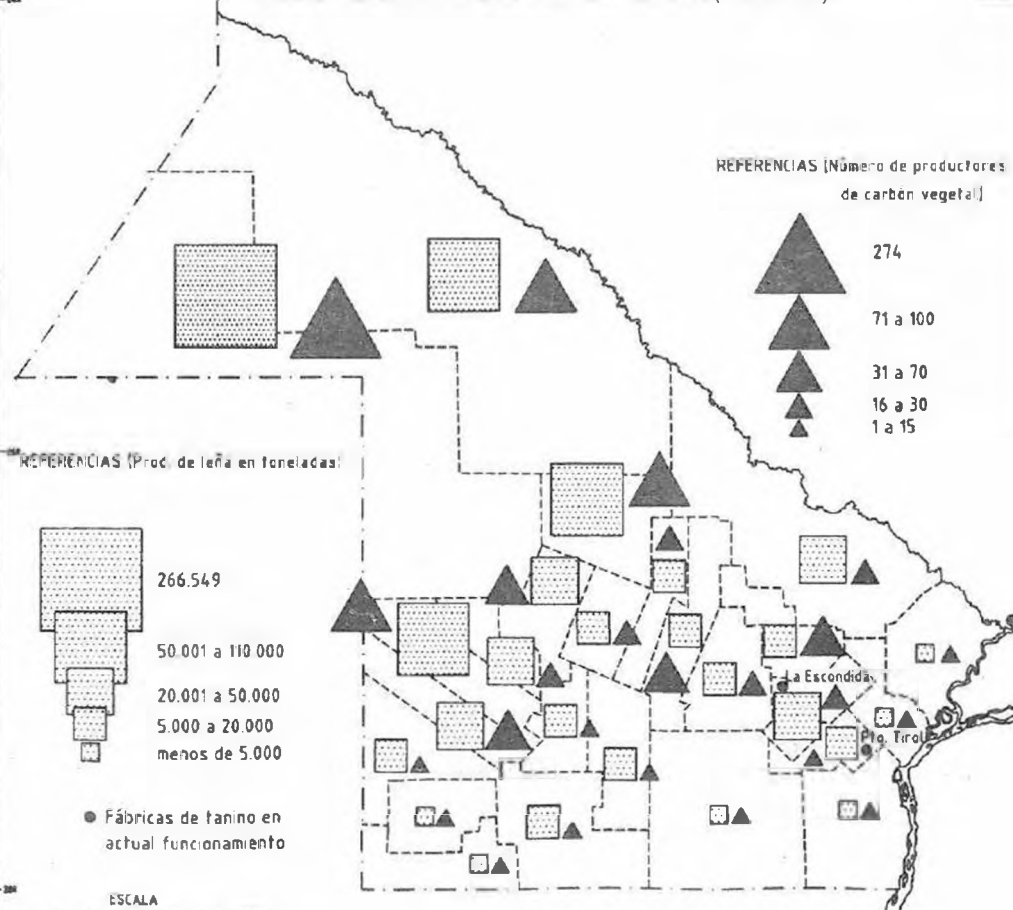 REFERENCIAS (Número de productores
de carbón vegetal)
274
71 a 100
31 a 70
16 a 30
1 a 15
REFERENCIAS (Prod. de leña en toneladas)
266.549
50.001 a 110.000
20.001 a 50.000
5.000 a 20.000
menos de 5.000
Fábricas de tanino en
actual funcionamiento
ESCALA
La Escondida
Pto. Tirol